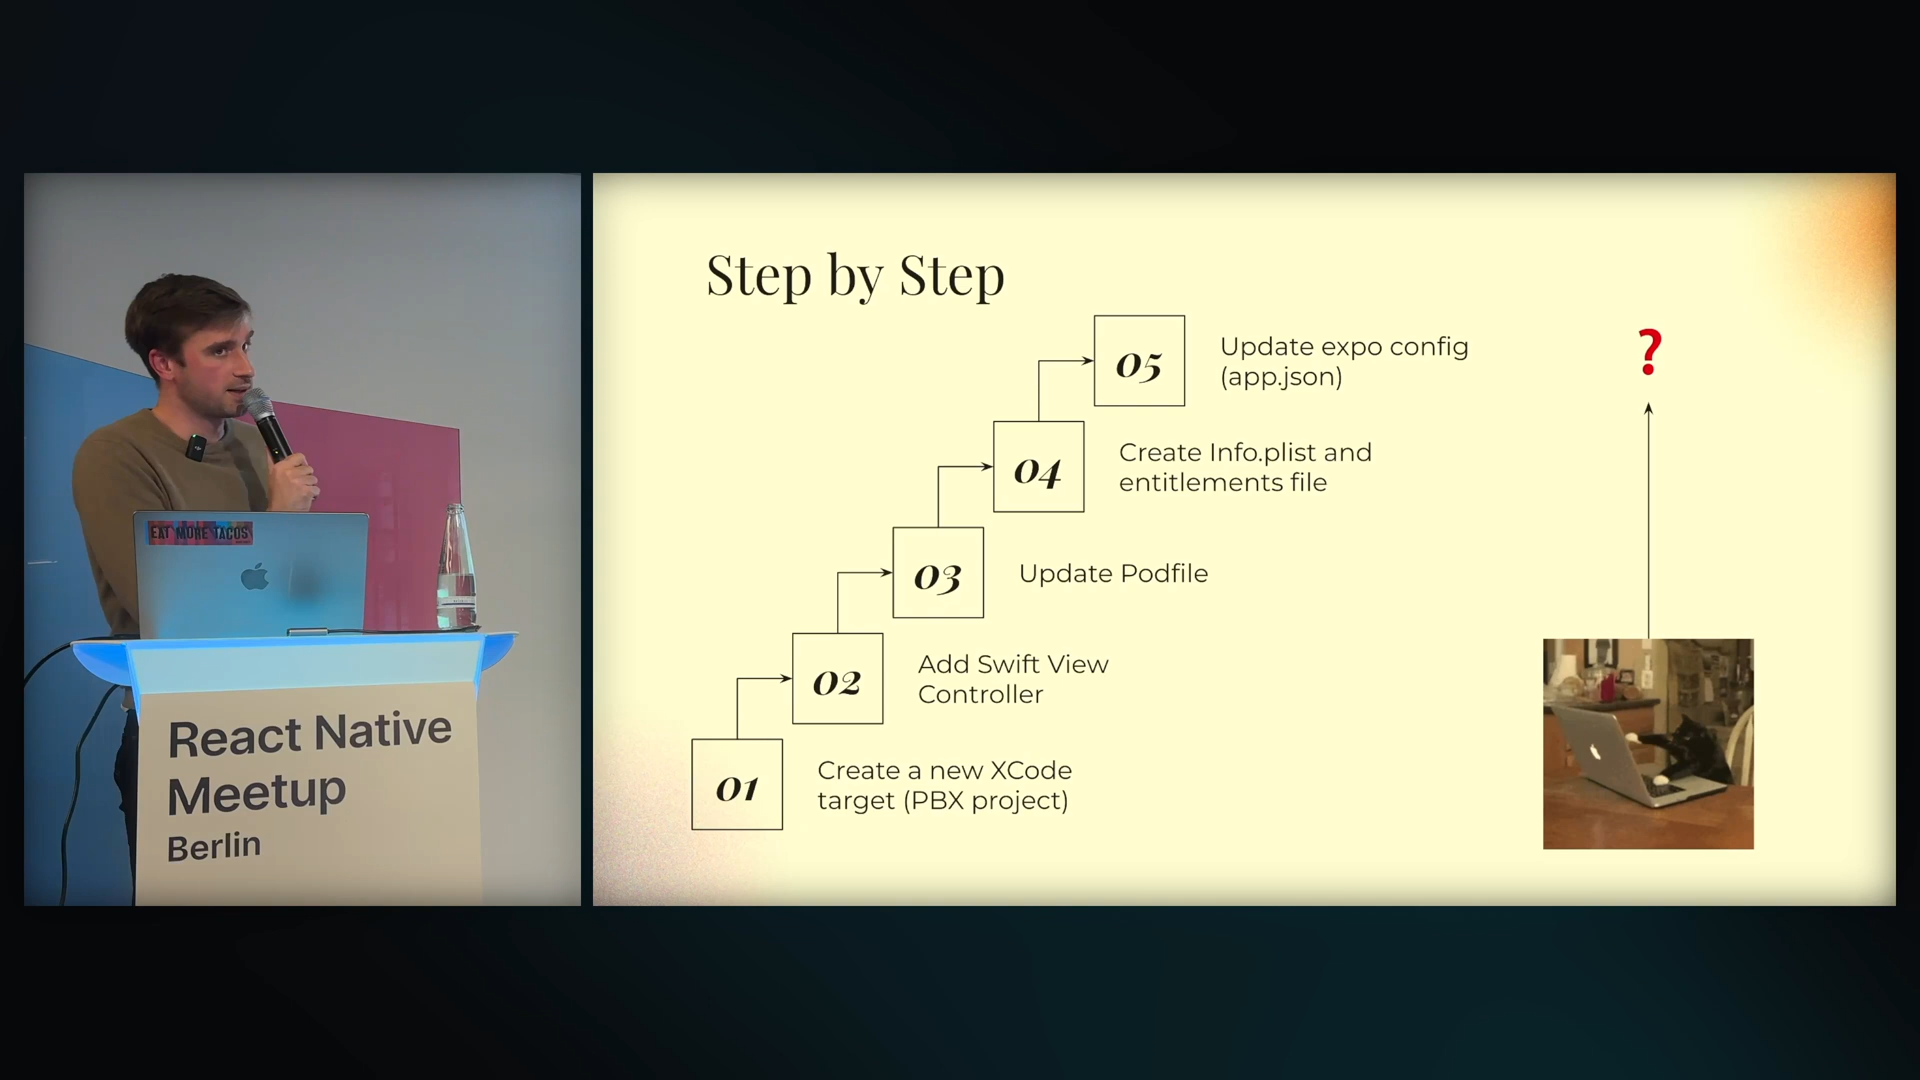 EAT MORE TACOS
React Native
Meetup
Berlin
Step by Step
05
Update expo config
(app.json)
?
04
Create Info.plist and
entitlements file
03
Update Podfile
02
Add Swift View
Controller
01
Create a new XCode
target (PBX project)